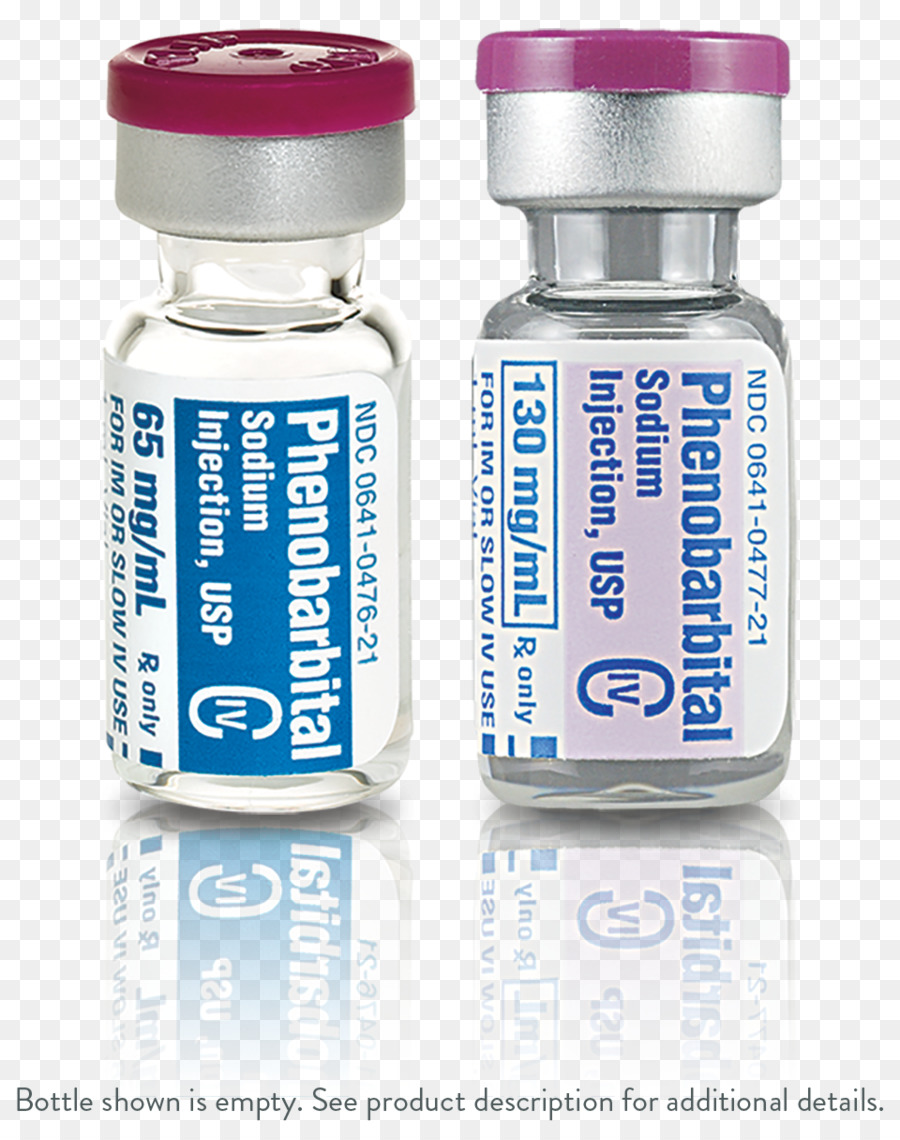 NDC 0641-0476-21
Phenobarbital
Sodium
Injection, USP
CIV
65 mg/mL Rx only
FOR IM OR SLOW IV USE
NDC 0641-0477-21
Phenobarbital
Sodium
Injection, USP
CIV
130 mg/mL Rx only
FOR IM OR SLOW IV USE
Bottle shown is empty. See product description for additional details.